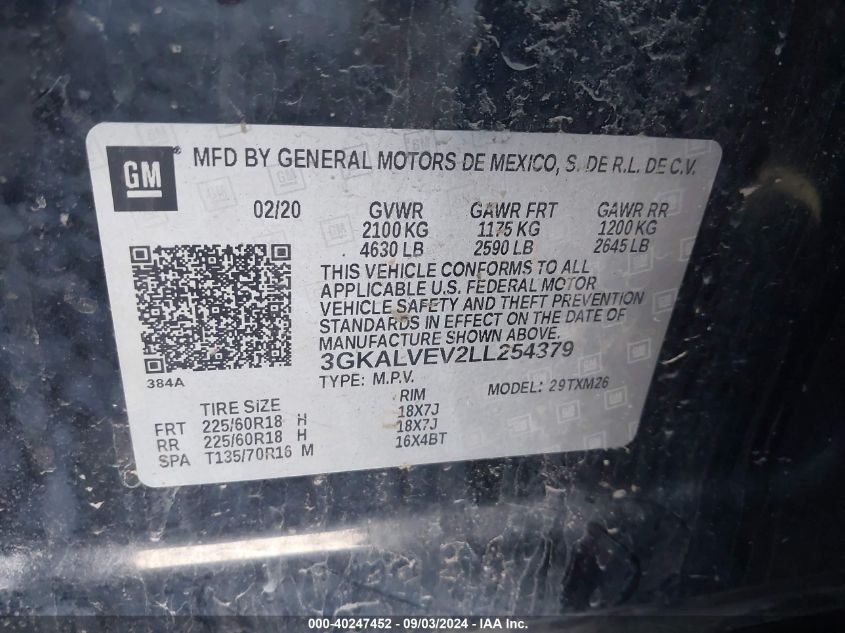 GM ® MFD BY GENERAL MOTORS DE MEXICO, S. DE R.L. DE C.V.
02/20 GVWR GAWR FRT GAWR RR
2100 KG 1175 KG 1200 KG
4630 LB 2590 LB 2645 LB
THIS VEHICLE CONFORMS TO ALL
APPLICABLE U.S. FEDERAL MOTOR
VEHICLE SAFETY AND THEFT PREVENTION
STANDARDS IN EFFECT ON THE DATE OF
MANUFACTURE SHOWN ABOVE.
3GKALVEV2LL254379
384A TYPE: M.P.V. MODEL: 29TXM26
TIRE SIZE RIM
FRT 225/60R18 H 18X7J
RR 225/60R18 H 18X7J
SPA T135/70R16 M 16X4BT
000-40247452 - 09/03/2024 - IAA Inc.